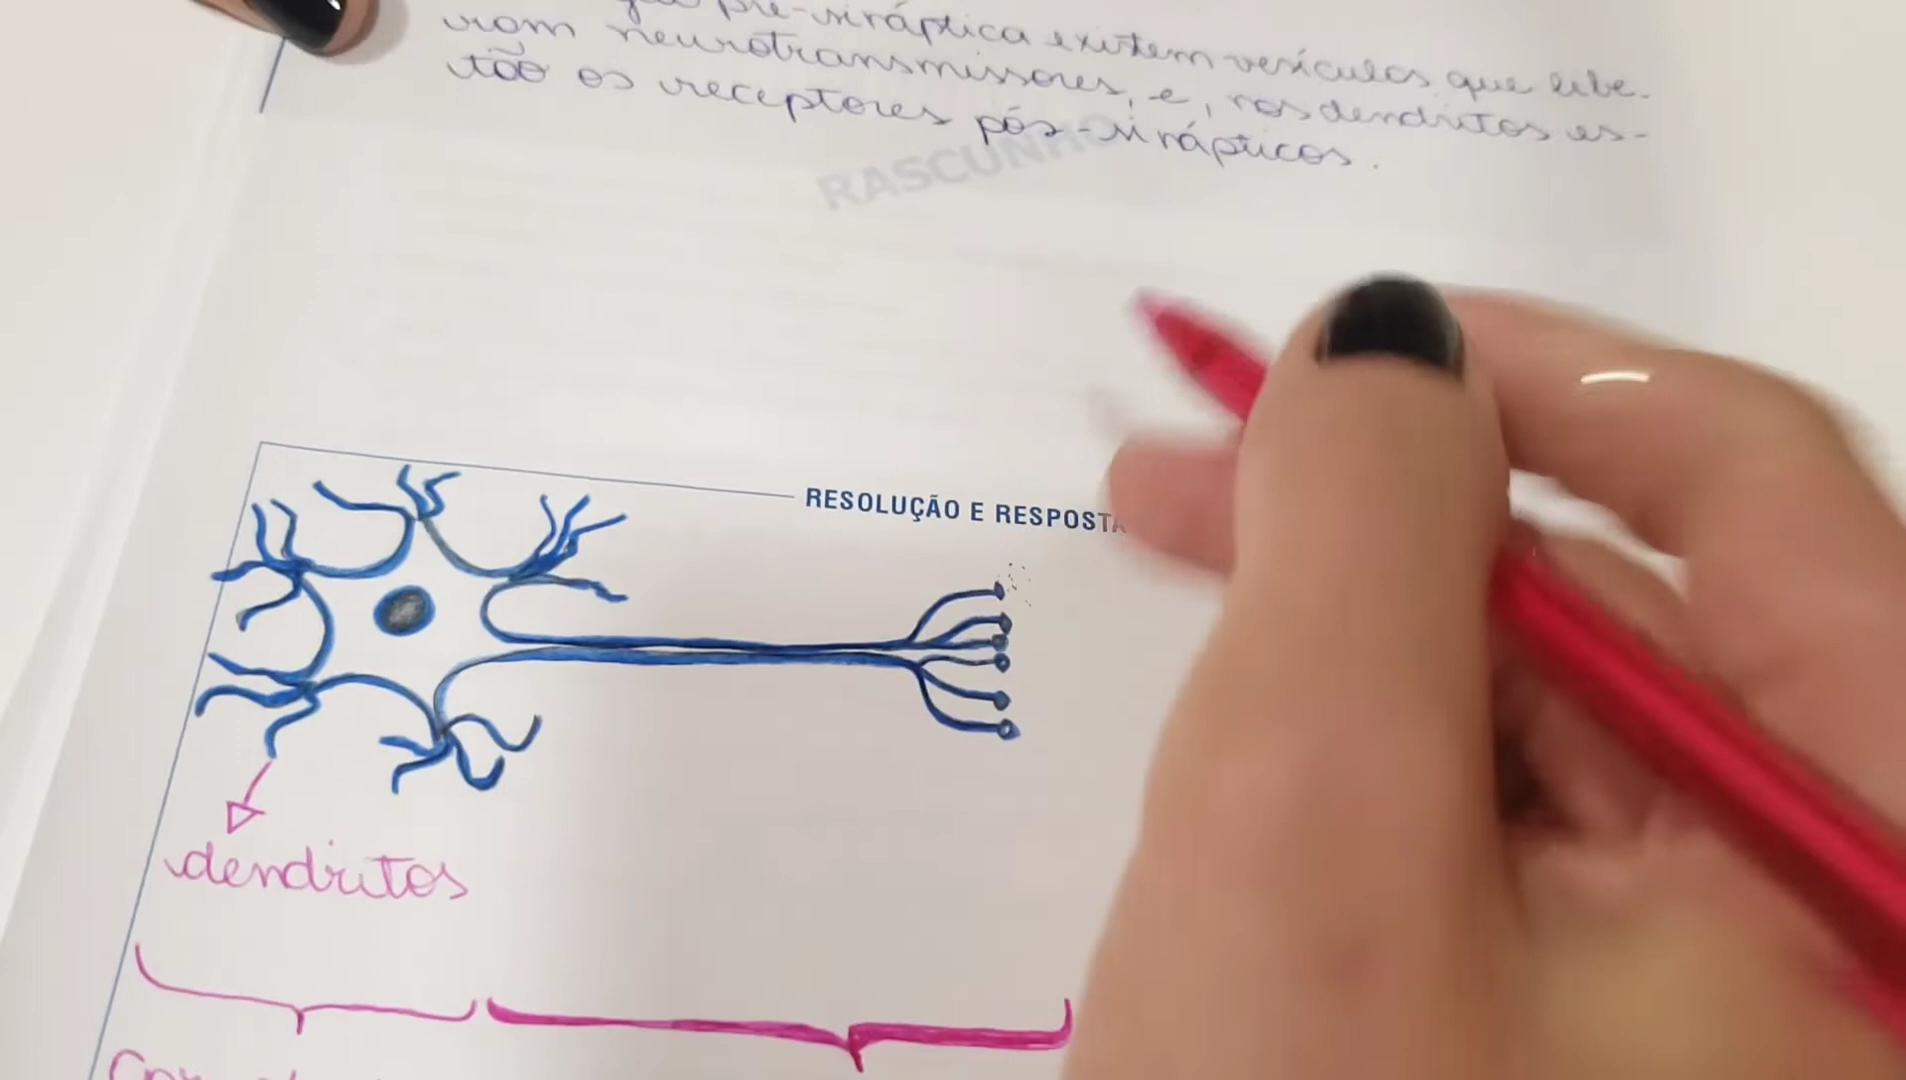 pré-sináptica existem vesículas que libe-
ram neurotransmissores, e, nos dendritos es-
tão os receptores pós-sinápticos.
RASCUNHO
RESOLUÇÃO E RESPOSTA
dendritos